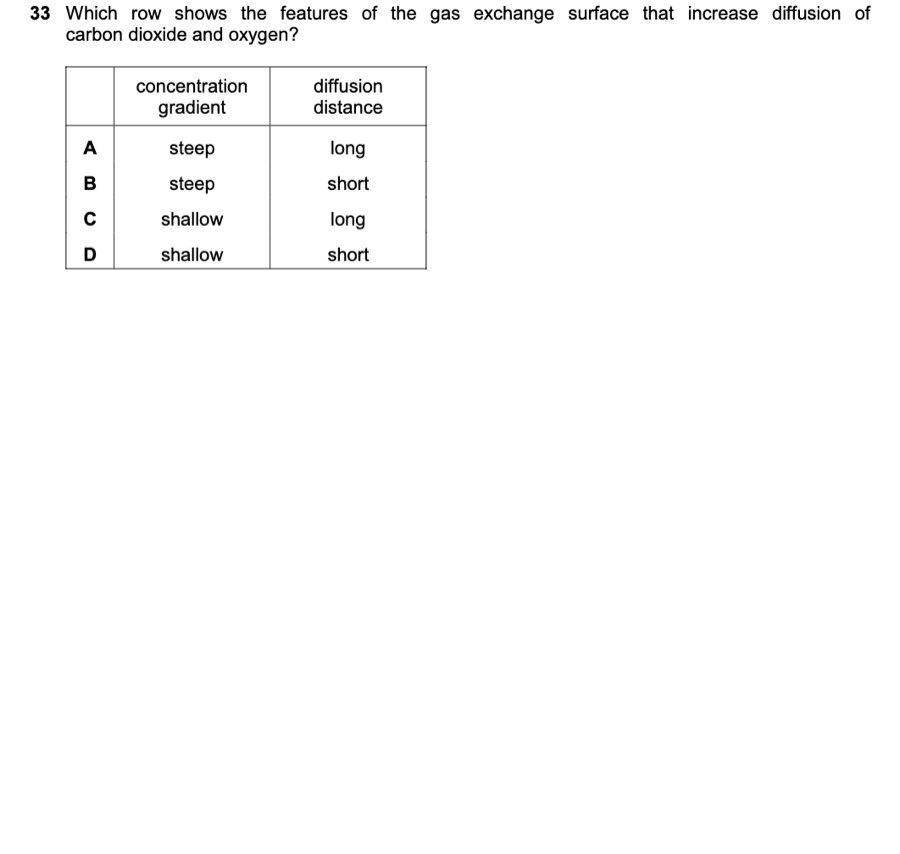 33 Which row shows the features of the gas exchange surface that increase diffusion of
carbon dioxide and oxygen?
concentration gradient diffusion distance
A steep long
B steep short
C shallow long
D shallow short